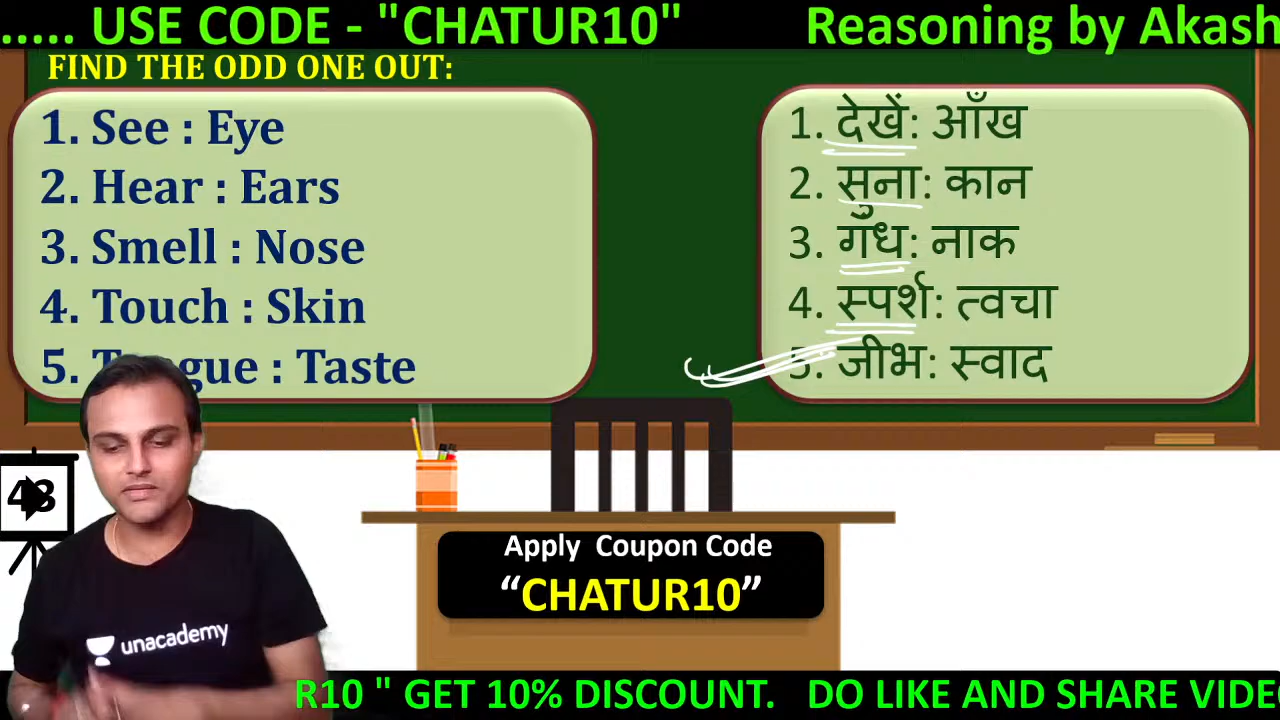 ..... USE CODE - "CHATUR10"
Reasoning by Akash
FIND THE ODD ONE OUT:
1. See : Eye
2. Hear : Ears
3. Smell : Nose
4. Touch : Skin
5. Tongue : Taste
1. देखें: आँख
2. सुना: कान
3. गंध: नाक
4. स्पर्श: त्वचा
5. जीभ: स्वाद
Apply Coupon Code
“CHATUR10”
unacademy
R10 " GET 10% DISCOUNT. DO LIKE AND SHARE